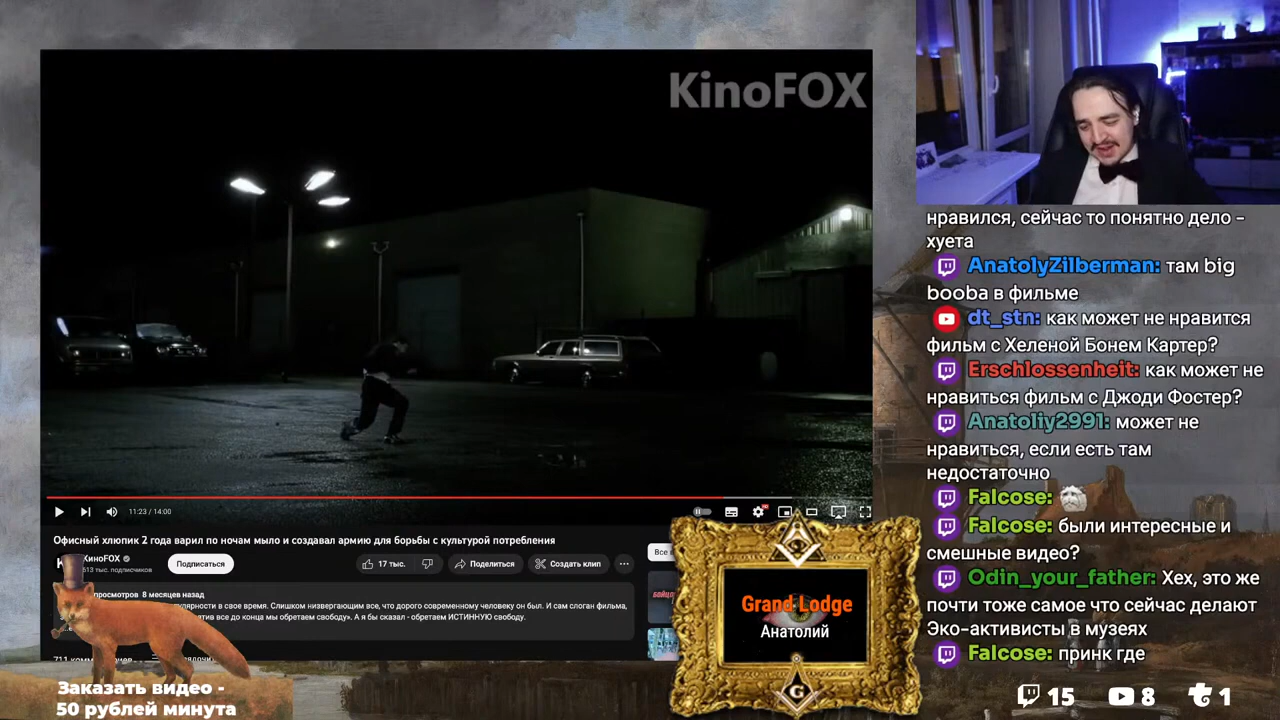 KinoFOX
11:23 / 14:00
Офисный хлюпик 2 года варил по ночам мыло и создавал армию для борьбы с культурой потребления
КиноFOX
613 тыс. подписчиков
Подписаться
17 тыс.
Поделиться
Создать клип
Все
просмотров 8 месяцев назад
в свое время. Слишком низвергающим все, что дорого современному человеку он был. И сам слоган фильма,
все до конца мы обретаем свободу». А я бы сказал - обретаем ИСТИННУЮ свободу.
Заказать видео -
50 рублей минута
Grand Lodge
Анатолий
G
нравился, сейчас то понятно дело -
хуета
AnatolyZilberman: там big
booba в фильме
dt_stn: как может не нравится
фильм с Хеленой Бонем Картер?
Erschlossenheit: как может не
нравиться фильм с Джоди Фостер?
Anatoliy2991: может не
нравиться, если есть там
недостаточно
Falcose:
Falcose: были интересные и
смешные видео?
Odin_your_father: Хех, это же
почти тоже самое что сейчас делают
Эко-активисты в музеях
Falcose: принк где
15
8
1